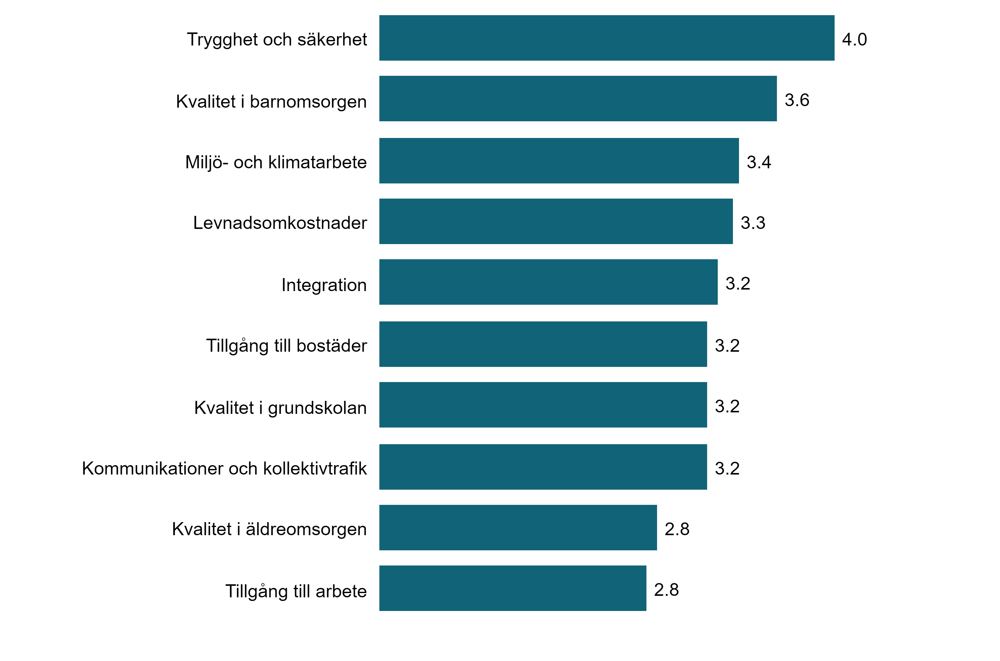 Trygghet och säkerhet 4.0
Kvalitet i barnomsorgen 3.6
Miljö- och klimatarbete 3.4
Levnadsomkostnader 3.3
Integration 3.2
Tillgång till bostäder 3.2
Kvalitet i grundskolan 3.2
Kommunikationer och kollektivtrafik 3.2
Kvalitet i äldreomsorgen 2.8
Tillgång till arbete 2.8